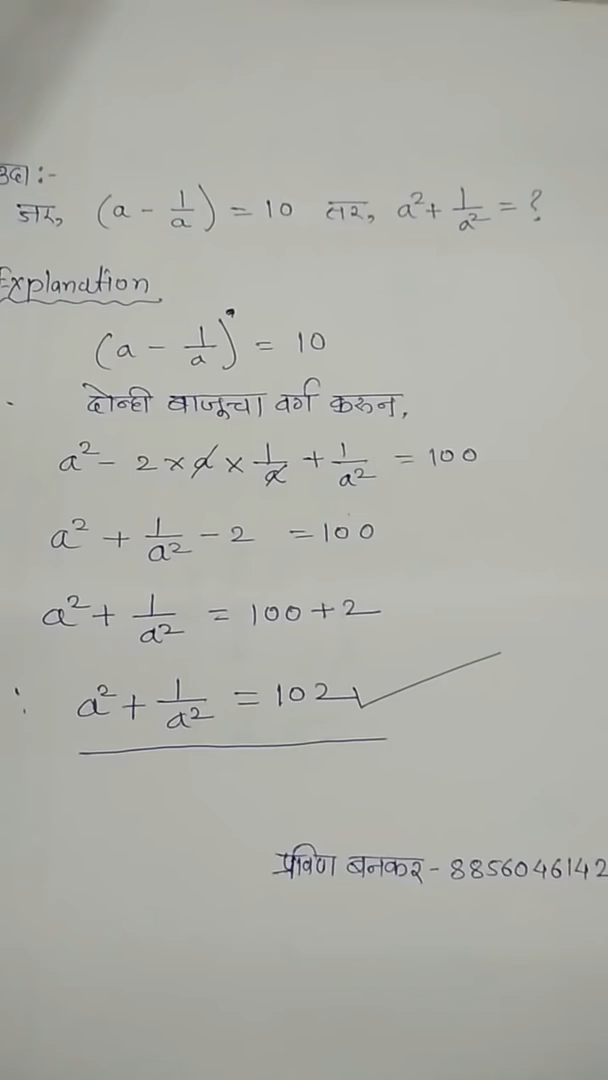 उदा :-
जर, (a - 1/a) = 10 तर, a² + 1/a² = ?
Explanation
(a - 1/a) = 10
दोन्ही बाजूचा वर्ग करुन,
a² - 2 × a × 1/a + 1/a² = 100
a² + 1/a² - 2 = 100
a² + 1/a² = 100 + 2
∴ a² + 1/a² = 102
प्रविण बनकर - 8856046142